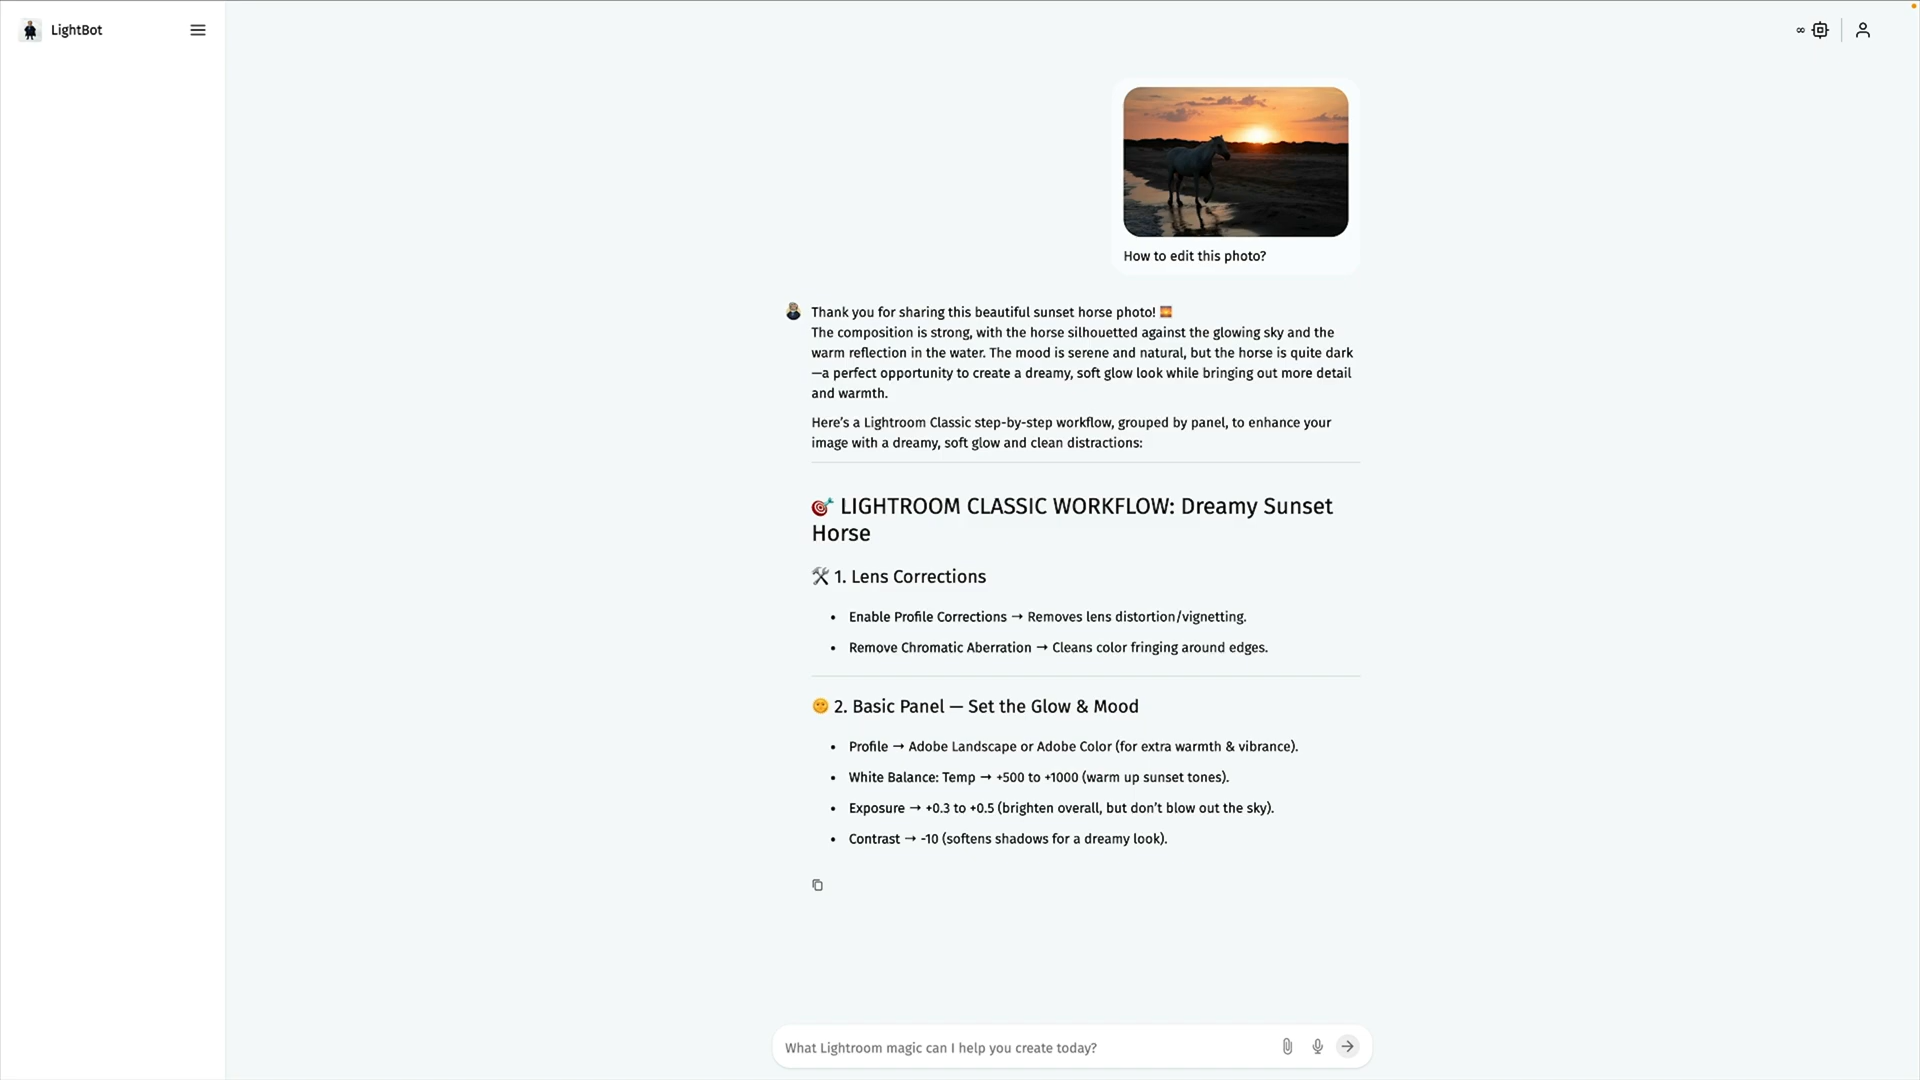 LightBot
∞
How to edit this photo?
Thank you for sharing this beautiful sunset horse photo! 🌅
The composition is strong, with the horse silhouetted against the glowing sky and the
warm reflection in the water. The mood is serene and natural, but the horse is quite dark
—a perfect opportunity to create a dreamy, soft glow look while bringing out more detail
and warmth.
Here’s a Lightroom Classic step-by-step workflow, grouped by panel, to enhance your
image with a dreamy, soft glow and clean distractions:
🎯 LIGHTROOM CLASSIC WORKFLOW: Dreamy Sunset
Horse
🛠 1. Lens Corrections
• Enable Profile Corrections → Removes lens distortion/vignetting.
• Remove Chromatic Aberration → Cleans color fringing around edges.
🌞 2. Basic Panel — Set the Glow & Mood
• Profile → Adobe Landscape or Adobe Color (for extra warmth & vibrance).
• White Balance: Temp → +500 to +1000 (warm up sunset tones).
• Exposure → +0.3 to +0.5 (brighten overall, but don’t blow out the sky).
• Contrast → -10 (softens shadows for a dreamy look).
What Lightroom magic can I help you create today?